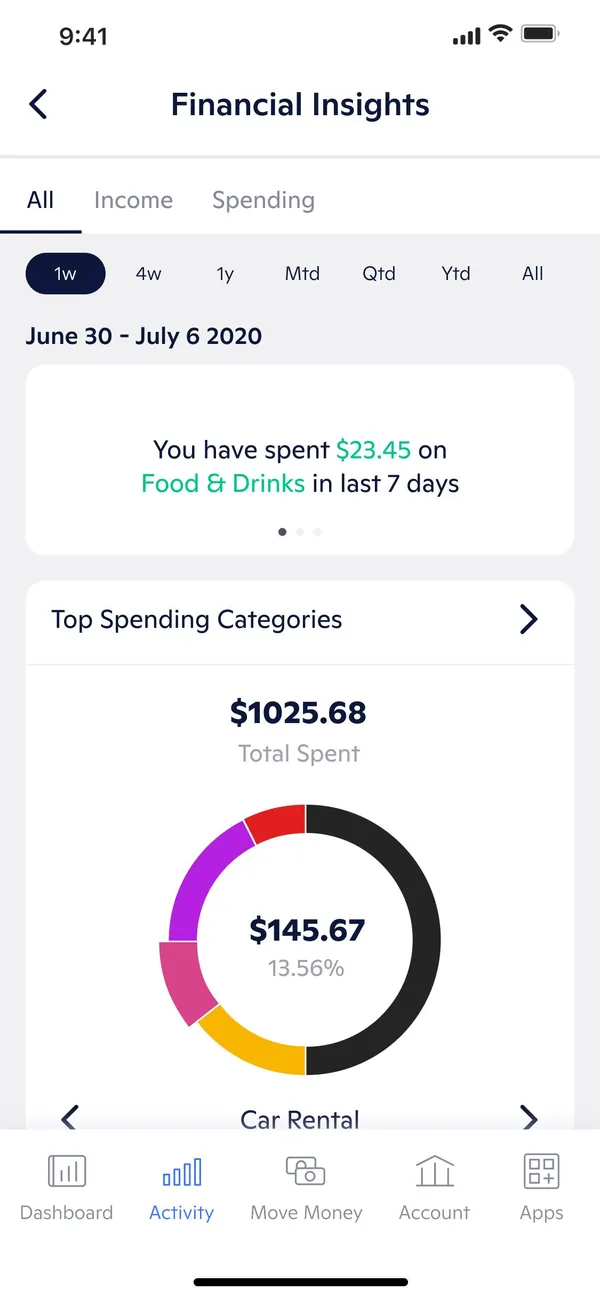 9:41
Financial Insights
All Income Spending
1w 4w 1y Mtd Qtd Ytd All
June 30 - July 6 2020
You have spent $23.45 on
Food & Drinks in last 7 days
Top Spending Categories
$1025.68
Total Spent
$145.67
13.56%
Car Rental
Dashboard Activity Move Money Account Apps